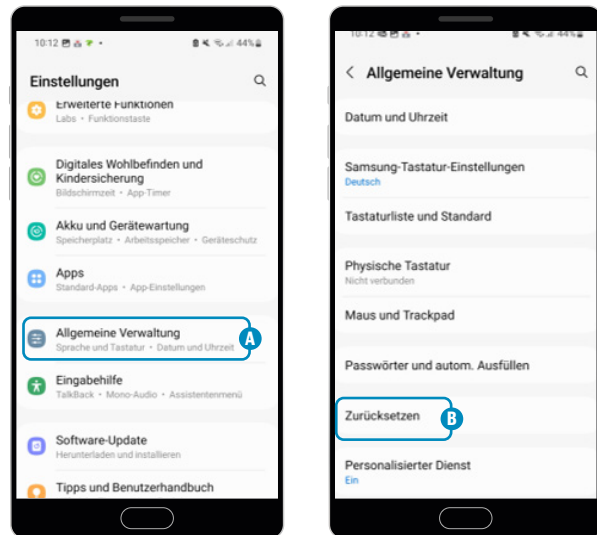 10:12
44%
Einstellungen
Erweiterte Funktionen
Labs • Funktionstaste
Digitales Wohlbefinden und
Kindersicherung
Bildschirmzeit • App-Timer
Akku und Gerätewartung
Speicherplatz • Arbeitsspeicher • Geräteschutz
Apps
Standard-Apps • App-Einstellungen
Allgemeine Verwaltung
Sprache und Tastatur • Datum und Uhrzeit
A
Eingabehilfe
TalkBack • Mono-Audio • Assistentenmenü
Software-Update
Herunterladen und installieren
Tipps und Benutzerhandbuch
10:12
44%
Allgemeine Verwaltung
Datum und Uhrzeit
Samsung-Tastatur-Einstellungen
Deutsch
Tastaturliste und Standard
Physische Tastatur
Nicht verbunden
Maus und Trackpad
Passwörter und autom. Ausfüllen
Zurücksetzen
B
Personalisierter Dienst
Ein